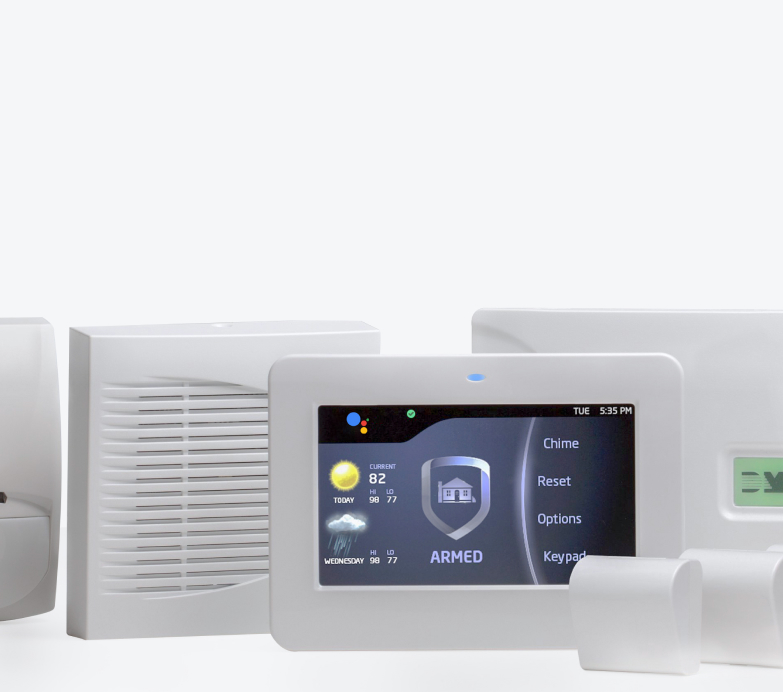 TUE 5:35 PM
Chime
CURRENT
82
HI LO
98 77
TODAY
Reset
Options
HI LO
98 77
WEDNESDAY
ARMED
Keypad